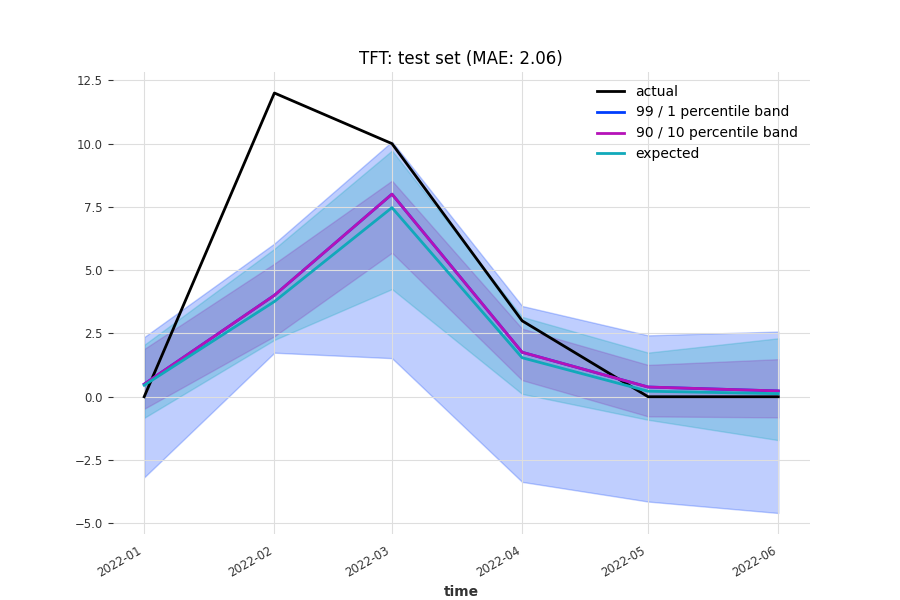 TFT: test set (MAE: 2.06)
actual
99 / 1 percentile band
90 / 10 percentile band
expected
12.5
10.0
7.5
5.0
2.5
0.0
−2.5
−5.0
2022-01
2022-02
2022-03
2022-04
2022-05
2022-06
time